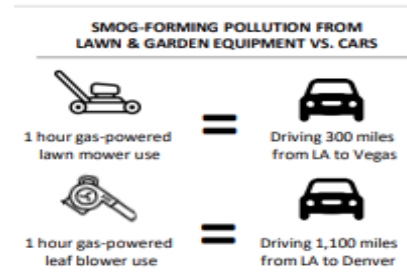 SMOG-FORMING POLLUTION FROM
LAWN & GARDEN EQUIPMENT VS. CARS
1 hour gas-powered
lawn mower use
=
Driving 300 miles
from LA to Vegas
1 hour gas-powered
leaf blower use
=
Driving 1,100 miles
from LA to Denver